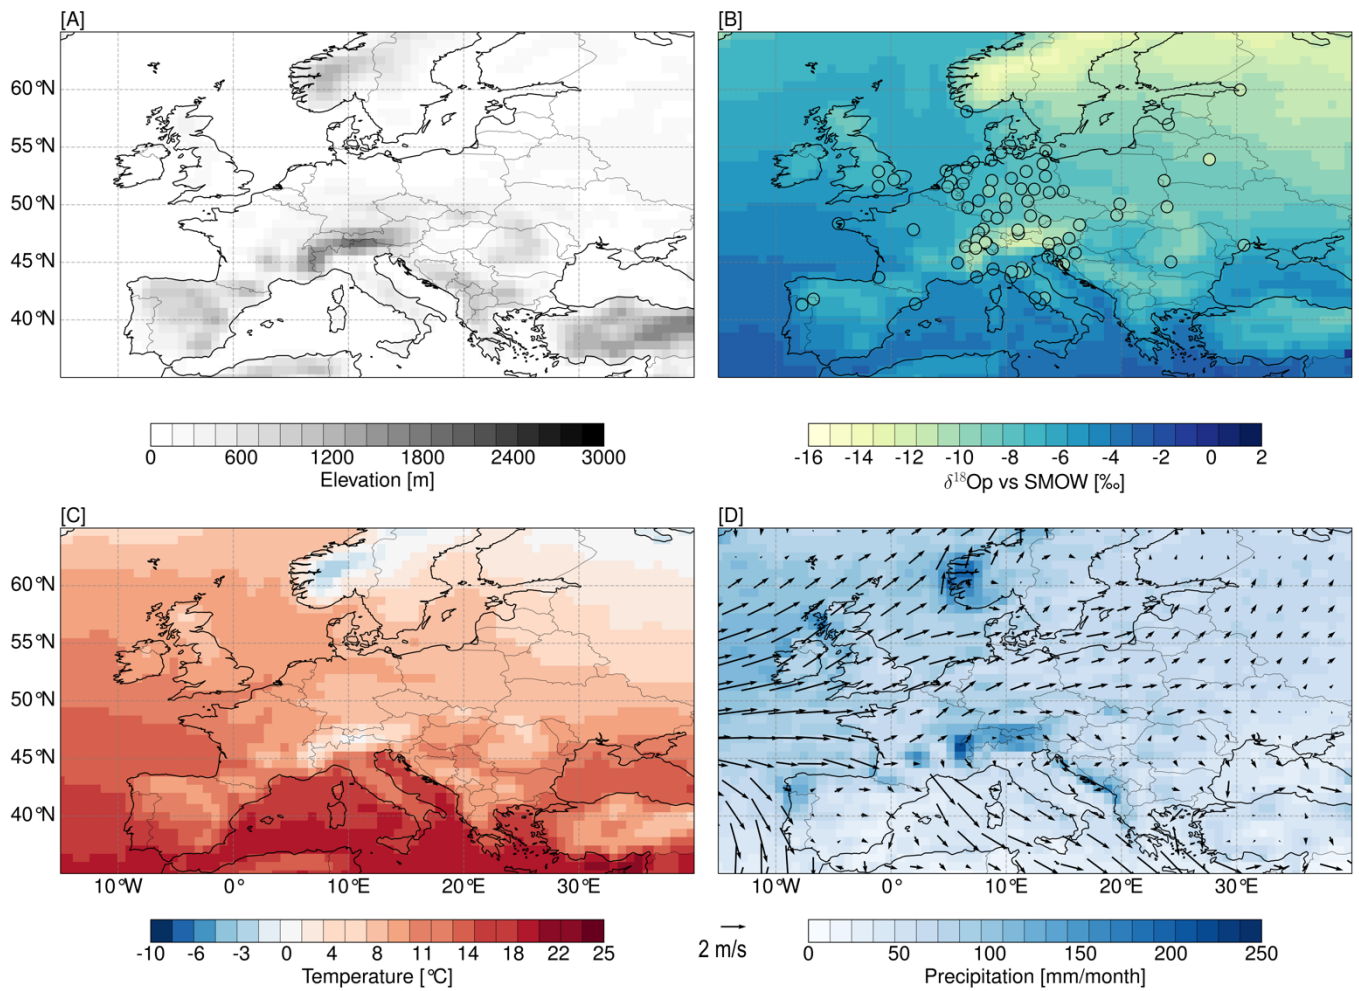 [A]
[B]
60°N
55°N
50°N
45°N
40°N
0 600 1200 1800 2400 3000
Elevation [m]
-16 -14 -12 -10 -8 -6 -4 -2 0 2
δ¹⁸Op vs SMOW [‰]
[C]
[D]
60°N
55°N
50°N
45°N
40°N
10°W 0° 10°E 20°E 30°E
10°W 0° 10°E 20°E 30°E
-10 -6 -3 0 4 8 11 14 18 22 25
Temperature [°C]
2 m/s
0 50 100 150 200 250
Precipitation [mm/month]